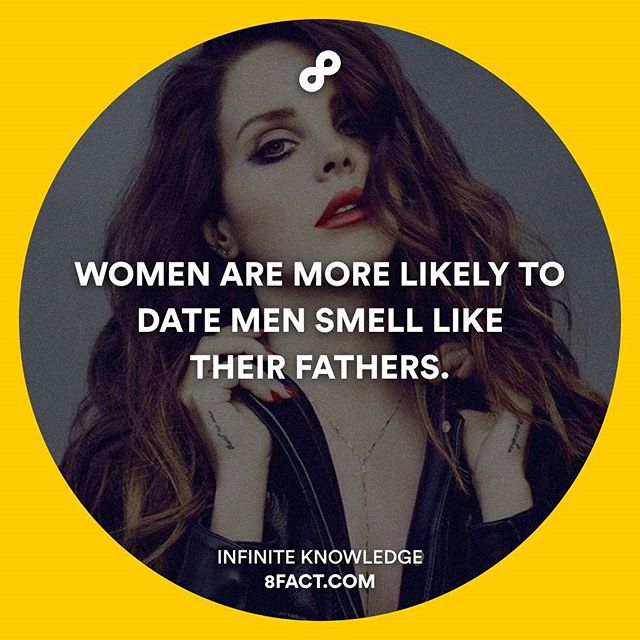 WOMEN ARE MORE LIKELY TO
DATE MEN SMELL LIKE
THEIR FATHERS.
INFINITE KNOWLEDGE
8FACT.COM